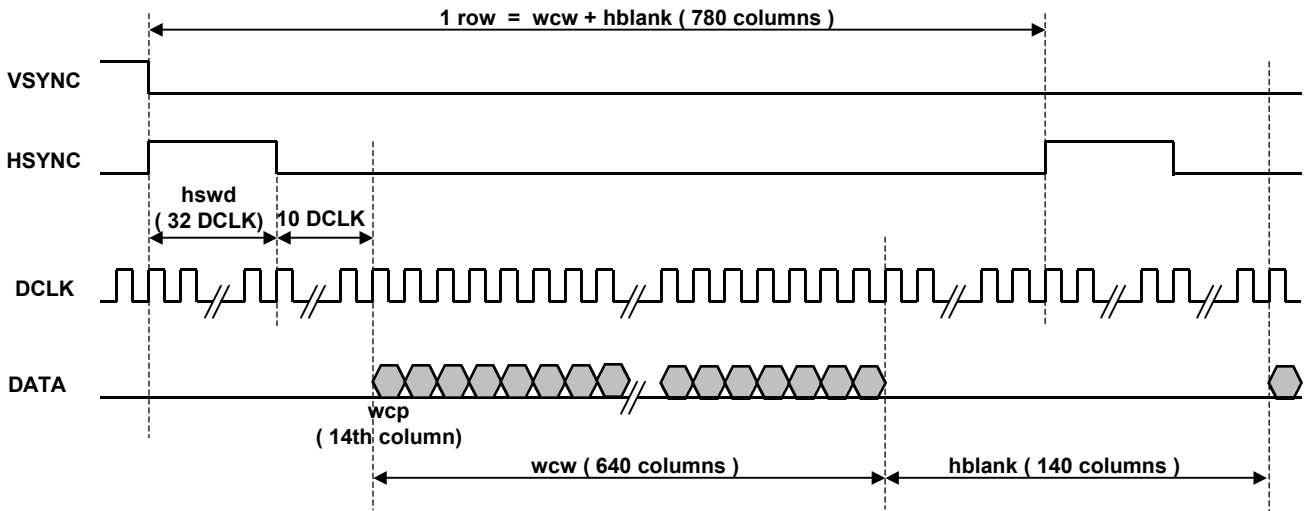 1 row = wcw + hblank ( 780 columns )
VSYNC
HSYNC
hswd
( 32 DCLK)
10 DCLK
DCLK
DATA
wcp
( 14th column)
wcw ( 640 columns )
hblank ( 140 columns )